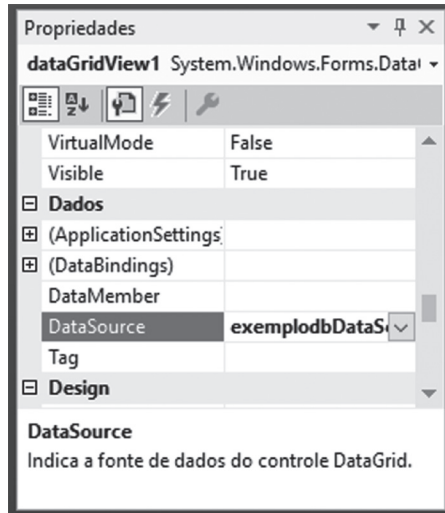 Propriedades
dataGridView1 System.Windows.Forms.Data
VirtualMode False
Visible True
Dados
(ApplicationSettings)
(DataBindings)
DataMember
DataSource exemplodbDataS
Tag
Design
DataSource
Indica a fonte de dados do controle DataGrid.